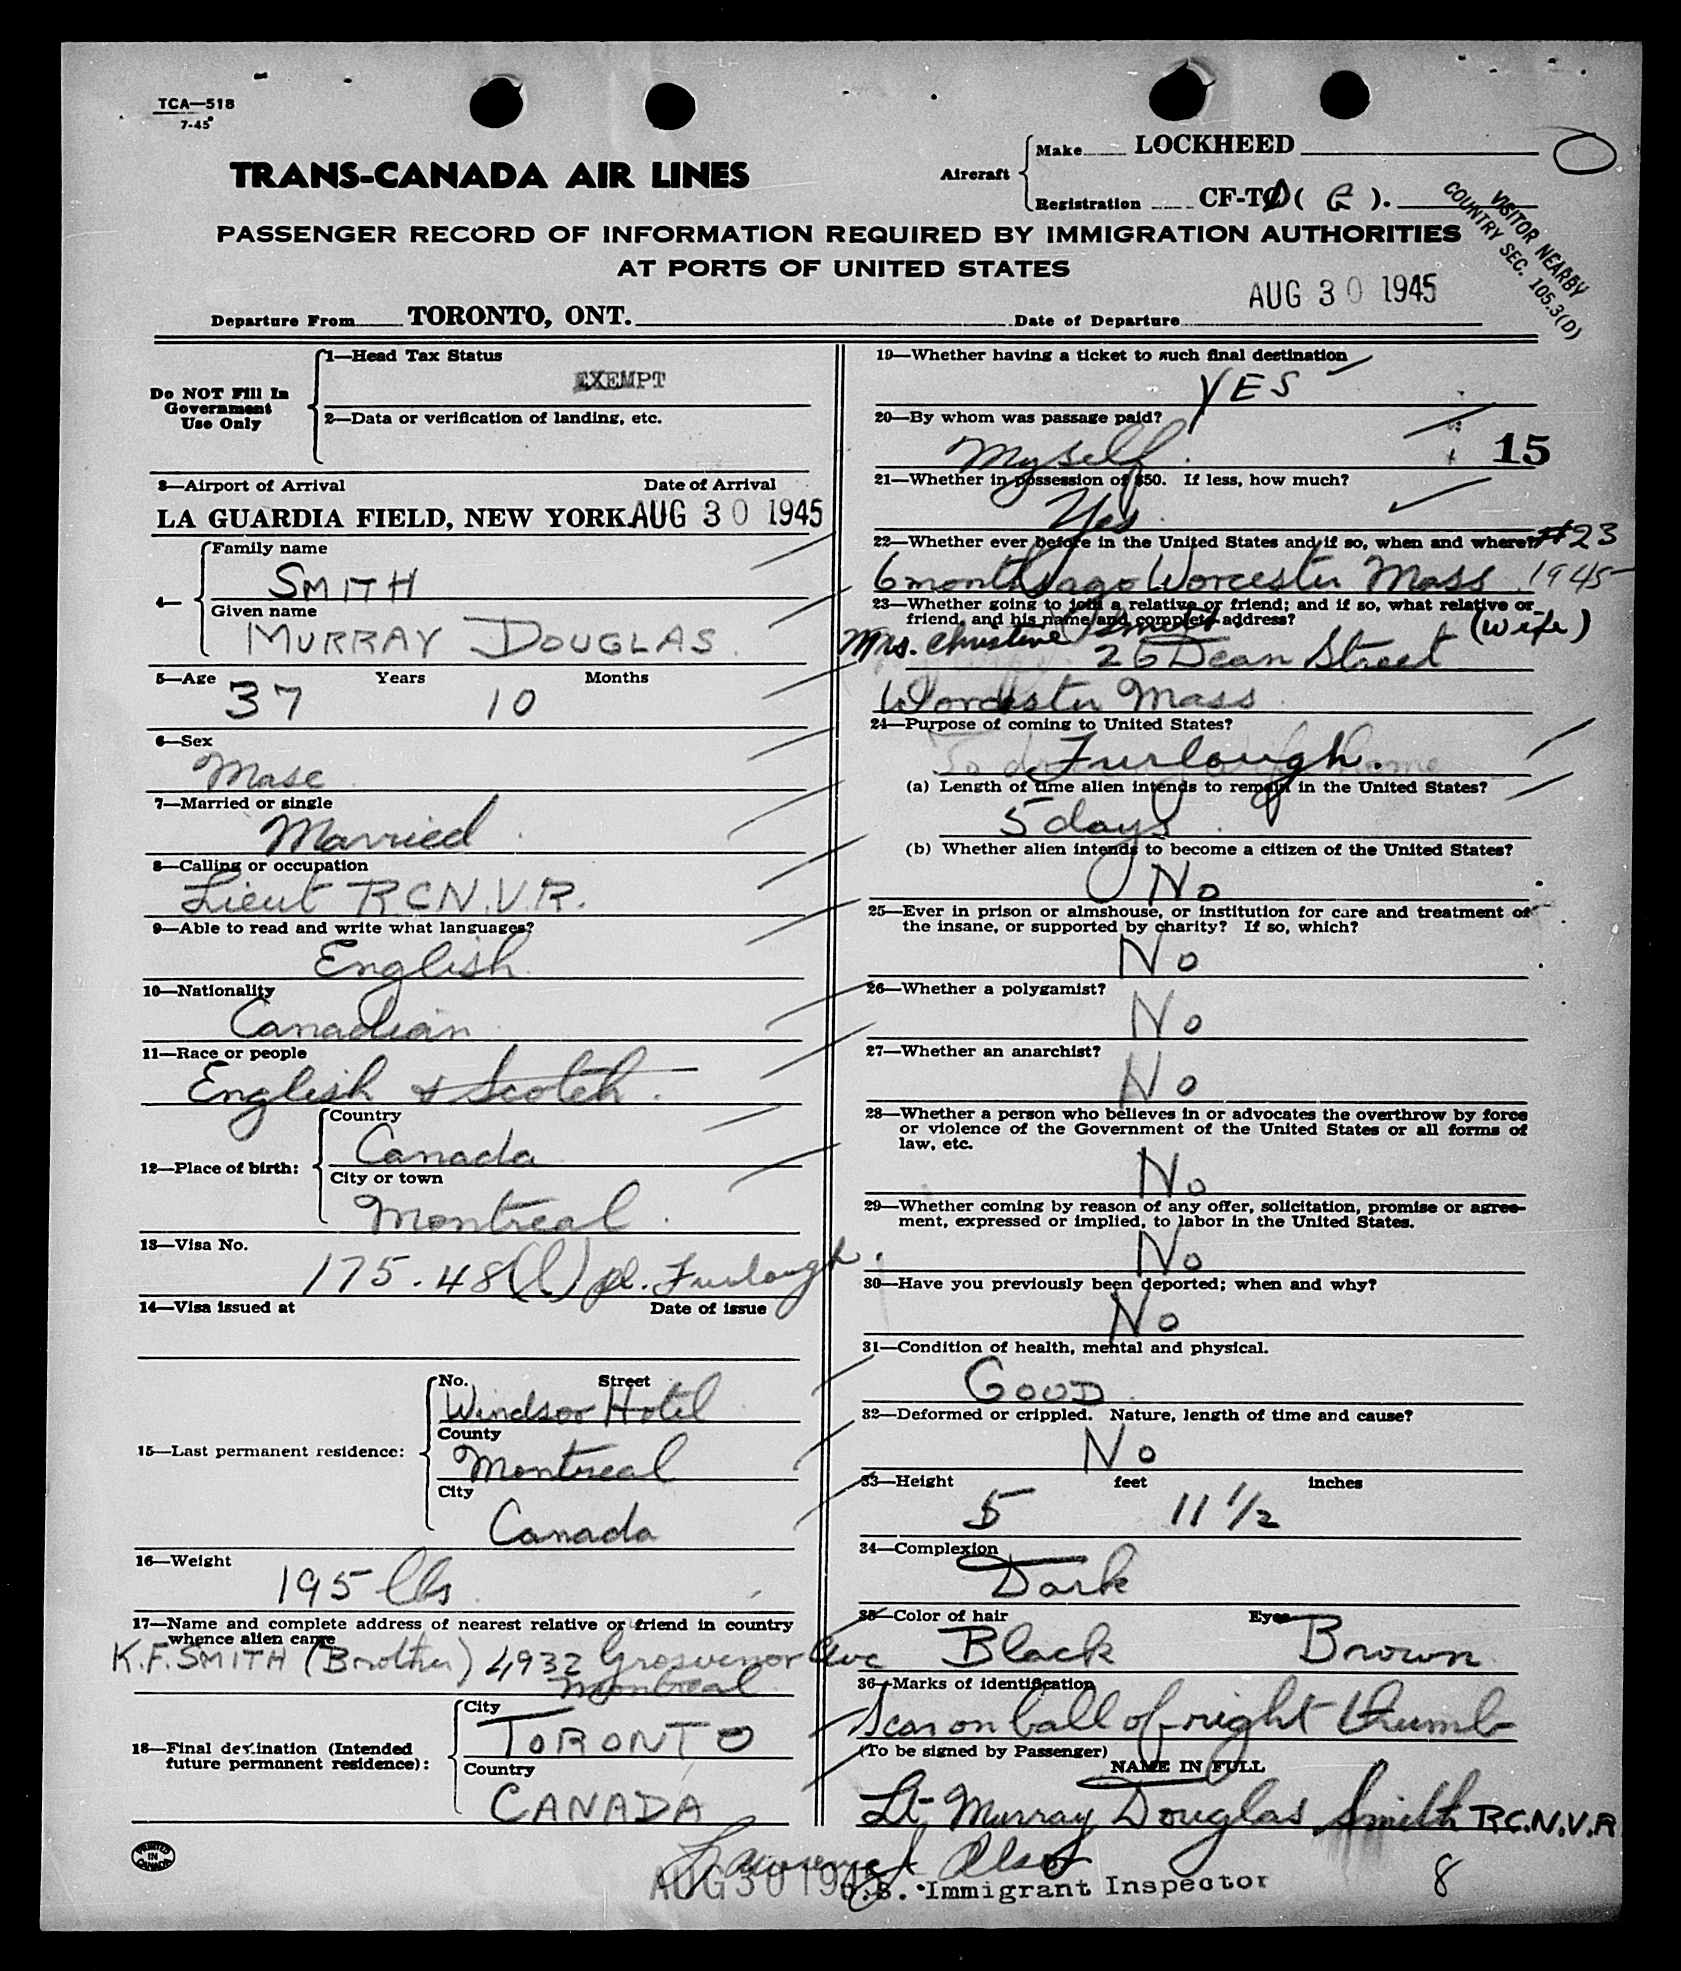 TCA—518
7-45
TRANS-CANADA AIR LINES
Aircraft
Make LOCKHEED
Registration CF-T ( G ).
VISITOR NEARBY
COUNTRY SEC. 105.3(D)
PASSENGER RECORD OF INFORMATION REQUIRED BY IMMIGRATION AUTHORITIES
AT PORTS OF UNITED STATES
Departure From TORONTO, ONT. Date of Departure AUG 30 1945
Do NOT Fill In
Government
Use Only
1—Head Tax Status
EXEMPT
2—Data or verification of landing, etc.
3—Airport of Arrival Date of Arrival
LA GUARDIA FIELD, NEW YORK. AUG 30 1945
4—
Family name
SMITH
Given name
MURRAY DOUGLAS.
5—Age 37 Years 10 Months
6—Sex
Masc
7—Married or single
Married
8—Calling or occupation
Lieut R.C.N.V.R.
9—Able to read and write what languages?
English
10—Nationality
Canadian
11—Race or people
English & Scotch.
12—Place of birth:
Country
Canada
City or town
Montreal.
13—Visa No.
175.48(l) pl. Furlough.
14—Visa issued at Date of issue
15—Last permanent residence:
No. Street
Windsor Hotel
County
Montreal
City
Canada
16—Weight
195 lbs
17—Name and complete address of nearest relative or friend in country
whence alien came
K.F. SMITH (Brother) 4932 Grosvenor Ave
Montreal
18—Final destination (Intended
future permanent residence):
City
TORONTO
Country
CANADA
PRINTED
IN
CANADA
19—Whether having a ticket to such final destination
YES
20—By whom was passage paid?
Myself.
15
21—Whether in possession of $50. If less, how much?
Yes
22—Whether ever before in the United States and if so, when and where? #23
6 months ago Worcester Mass. 1945
23—Whether going to join a relative or friend; and if so, what relative or
friend, and his name and complete address?
Mrs. Christine Smith (Wife)
26 Dean Street
Worcester Mass
24—Purpose of coming to United States?
Furlough.
(a) Length of time alien intends to remain in the United States?
5 days.
(b) Whether alien intends to become a citizen of the United States?
No
25—Ever in prison or almshouse, or institution for care and treatment of
the insane, or supported by charity? If so, which?
No
26—Whether a polygamist?
No
27—Whether an anarchist?
No
28—Whether a person who believes in or advocates the overthrow by force
or violence of the Government of the United States or all forms of
law, etc.
No
29—Whether coming by reason of any offer, solicitation, promise or agree-
ment, expressed or implied, to labor in the United States.
No
30—Have you previously been deported; when and why?
No
31—Condition of health, mental and physical.
GOOD.
32—Deformed or crippled. Nature, length of time and cause?
No
33—Height feet inches
5 11 1/2
34—Complexion
Dark
35—Color of hair Eyes
Black Brown
36—Marks of identification
Scar on ball of right thumb
(To be signed by Passenger)
NAME IN FULL
Lt Murray Douglas Smith R.C.N.V.R
AUG 30 1945
U.S. Immigrant Inspector
8